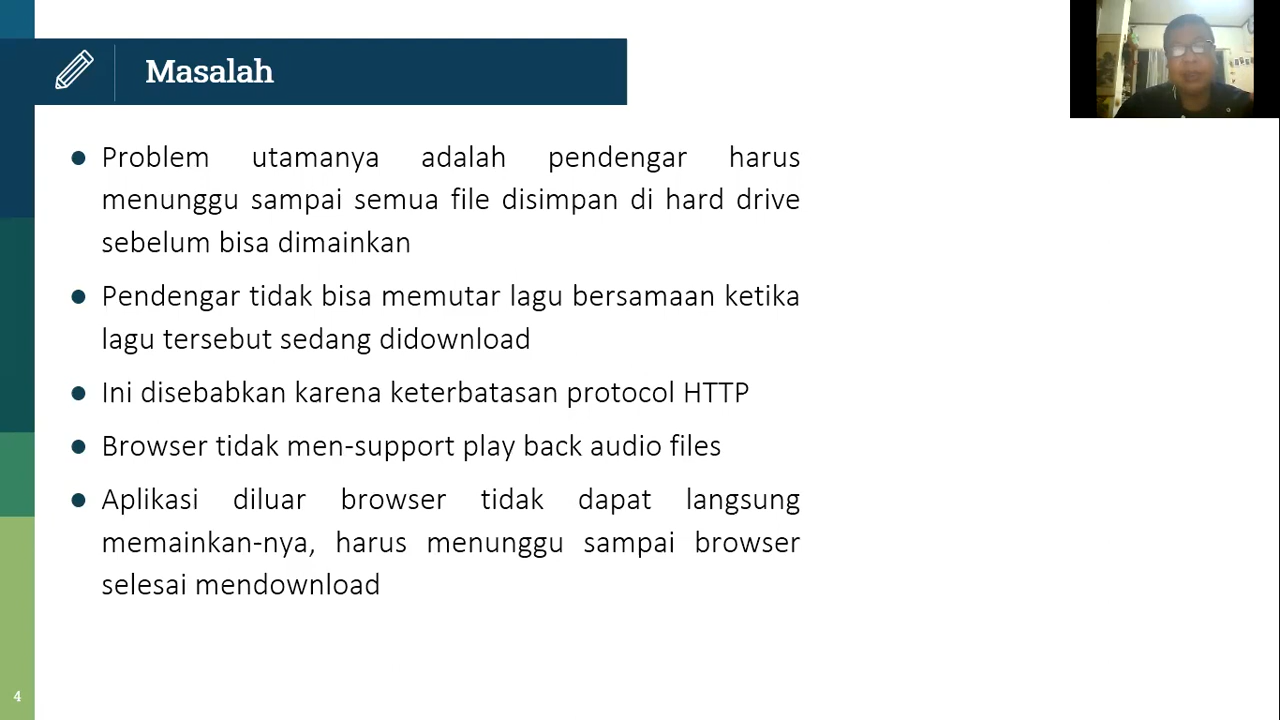 Masalah
Problem utamanya adalah pendengar harus
menunggu sampai semua file disimpan di hard drive
sebelum bisa dimainkan
Pendengar tidak bisa memutar lagu bersamaan ketika
lagu tersebut sedang didownload
Ini disebabkan karena keterbatasan protocol HTTP
Browser tidak men-support play back audio files
Aplikasi diluar browser tidak dapat langsung
memainkan-nya, harus menunggu sampai browser
selesai mendownload
4